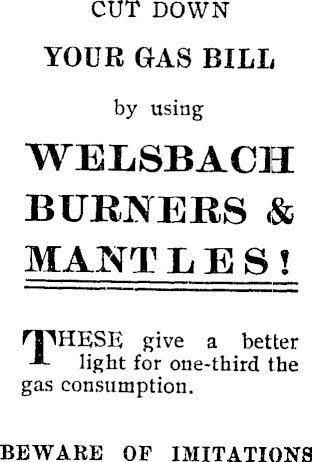 CUT DOWN
YOUR GAS BILL
by using
WELSBACH
BURNERS &
MANTLES!
THESE give a better
light for one-third the
gas consumption.
BEWARE OF IMITATIONS